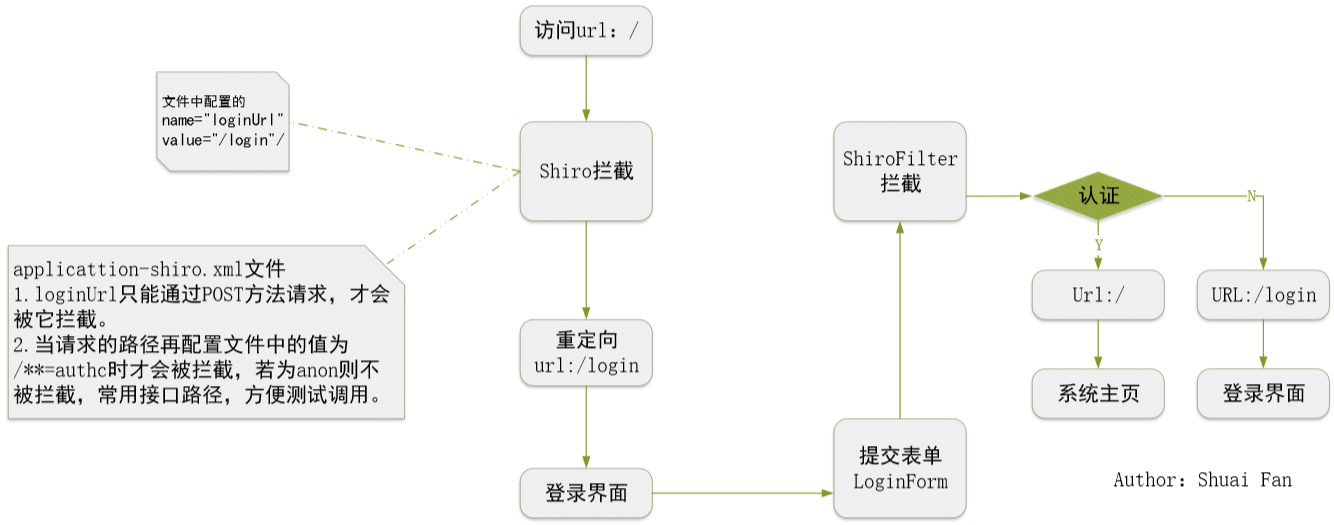 访问url：/
文件中配置的
name="loginUrl"
value="/login"/
Shiro拦截
applicattion-shiro.xml文件
1.loginUrl只能通过POST方法请求，才会
被它拦截。
2.当请求的路径再配置文件中的值为
/**=authc时才会被拦截，若为anon则不
被拦截，常用接口路径，方便测试调用。
重定向
url:/login
登录界面
提交表单
LoginForm
ShiroFilter
拦截
认证
Y
N
Url:/
URL:/login
系统主页
登录界面
Author：Shuai Fan